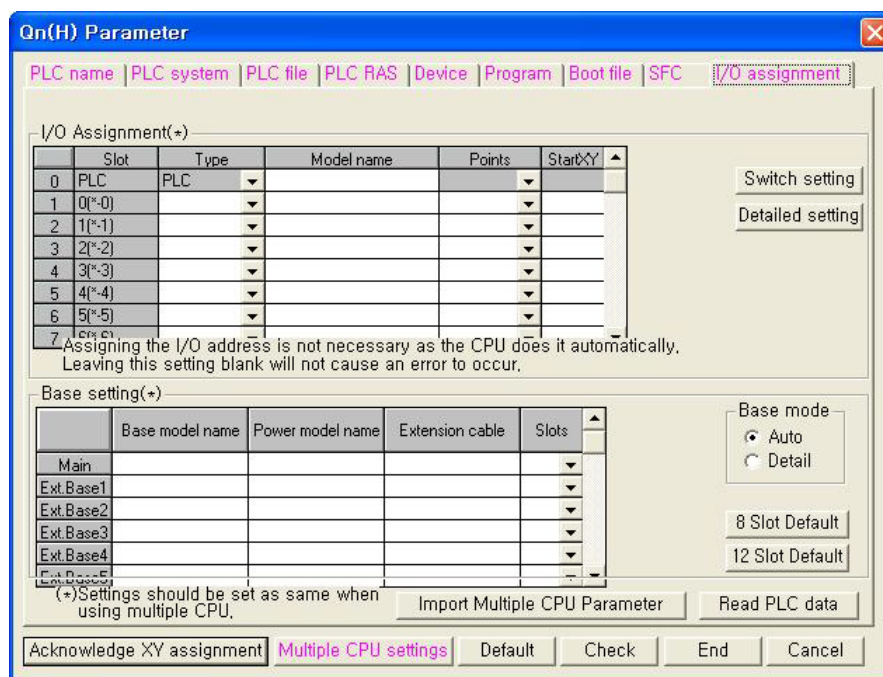 Qn(H) Parameter
PLC name PLC system PLC file PLC RAS Device Program Boot file SFC I/O assignment
I/O Assignment(*)
Slot Type Model name Points StartXY
0 PLC PLC
1 0(*-0)
2 1(*-1)
3 2(*-2)
4 3(*-3)
5 4(*-4)
6 5(*-5)
7 6(*-6)
Switch setting
Detailed setting
Assigning the I/O address is not necessary as the CPU does it automatically.
Leaving this setting blank will not cause an error to occur.
Base setting(*)
Base model name Power model name Extension cable Slots
Main
Ext.Base1
Ext.Base2
Ext.Base3
Ext.Base4
Ext.Base5
Base mode
Auto
Detail
8 Slot Default
12 Slot Default
(*)Settings should be set as same when
using multiple CPU.
Import Multiple CPU Parameter Read PLC data
Acknowledge XY assignment Multiple CPU settings Default Check End Cancel